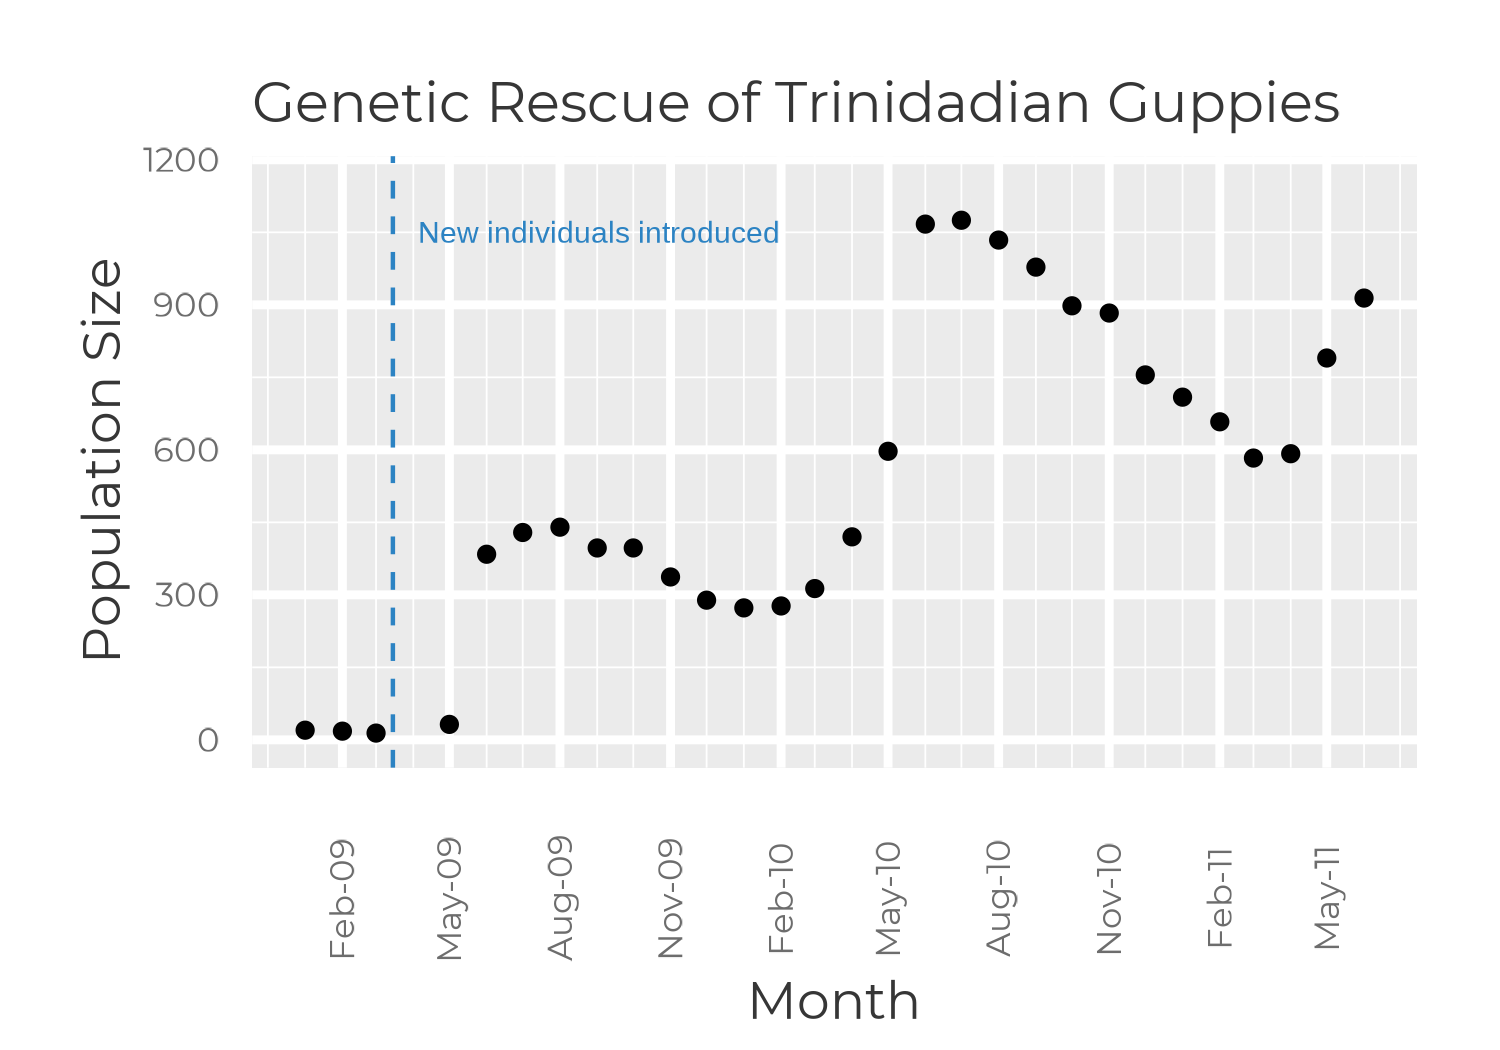 Genetic Rescue of Trinidadian Guppies
1200
New individuals introduced
900
600
300
0
Population Size
Feb-09
May-09
Aug-09
Nov-09
Feb-10
May-10
Aug-10
Nov-10
Feb-11
May-11
Month